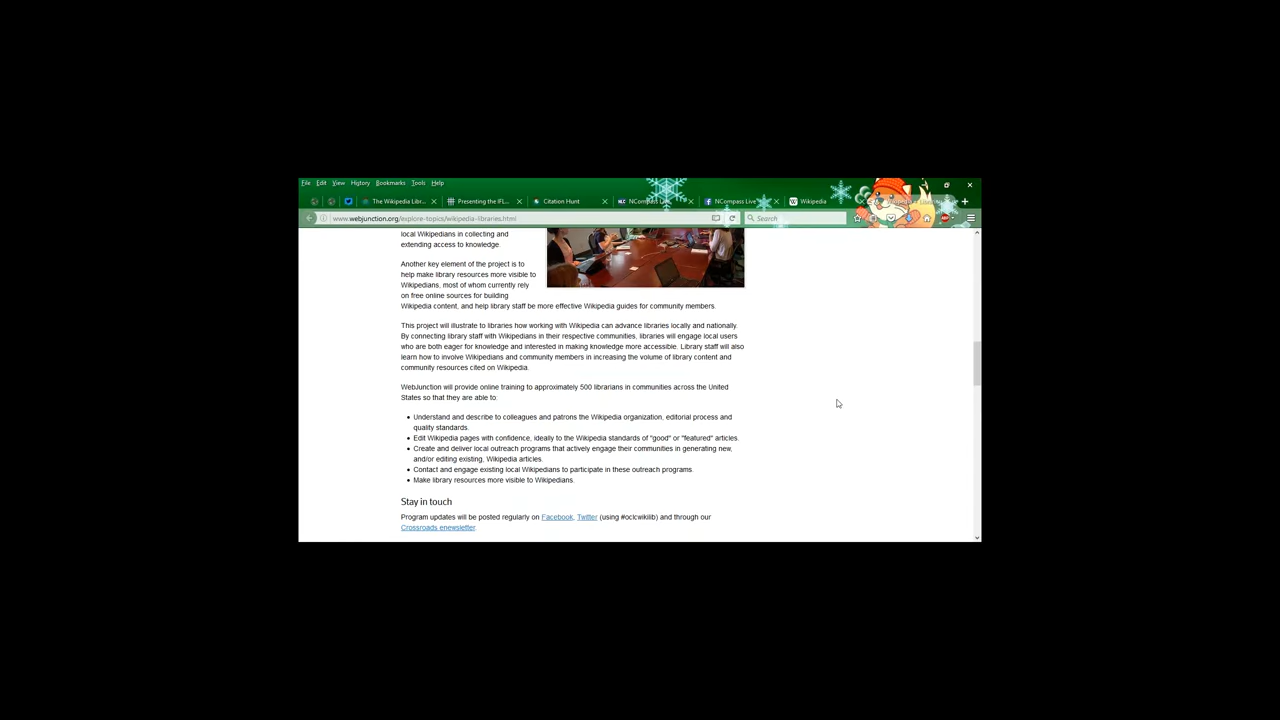 File Edit View History Bookmarks Tools Help
The Wikipedia Libr... Presenting the IFL... Citation Hunt NCompass Live NCompass Live Wikipedia
www.webjunction.org/explore-topics/wikipedia-libraries.html Search
local Wikipedians in collecting and
extending access to knowledge.
Another key element of the project is to
help make library resources more visible to
Wikipedians, most of whom currently rely
on free online sources for building
Wikipedia content, and help library staff be more effective Wikipedia guides for community members.
This project will illustrate to libraries how working with Wikipedia can advance libraries locally and nationally.
By connecting library staff with Wikipedians in their respective communities, libraries will engage local users
who are both eager for knowledge and interested in making knowledge more accessible. Library staff will also
learn how to involve Wikipedians and community members in increasing the volume of library content and
community resources cited on Wikipedia.
WebJunction will provide online training to approximately 500 librarians in communities across the United
States so that they are able to:
• Understand and describe to colleagues and patrons the Wikipedia organization, editorial process and
quality standards.
• Edit Wikipedia pages with confidence, ideally to the Wikipedia standards of "good" or "featured" articles.
• Create and deliver local outreach programs that actively engage their communities in generating new,
and/or editing existing, Wikipedia articles.
• Contact and engage existing local Wikipedians to participate in these outreach programs.
• Make library resources more visible to Wikipedians.
Stay in touch
Program updates will be posted regularly on Facebook, Twitter (using #oclcwikilib) and through our
Crossroads enewsletter.